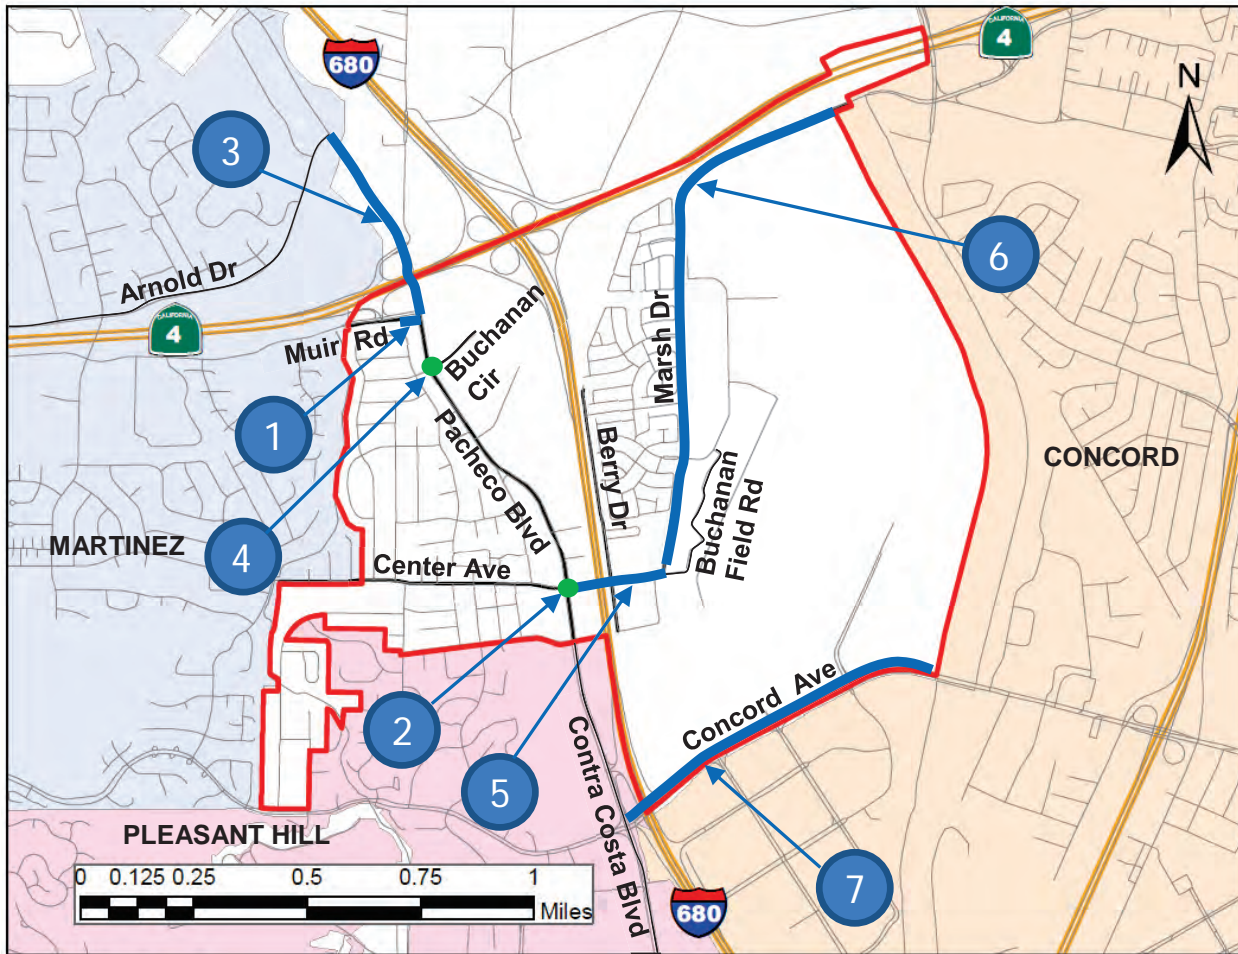 CALIFORNIA
4
680
N
3
6
Arnold Dr
CALIFORNIA
4
Muir Rd
Buchanan
Cir
Marsh Dr
1
Pacheco Blvd
Berry Dr
Buchanan
Field Rd
CONCORD
MARTINEZ
4
Center Ave
2
5
Concord Ave
Contra Costa Blvd
7
PLEASANT HILL
680
0 0.125 0.25 0.5 0.75 1
Miles